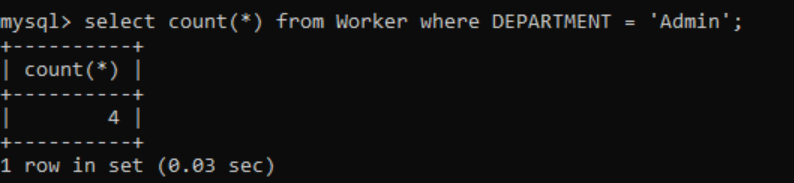 mysql> select count(*) from Worker where DEPARTMENT = 'Admin';
+----------+
| count(*) |
+----------+
|        4 |
+----------+
1 row in set (0.03 sec)